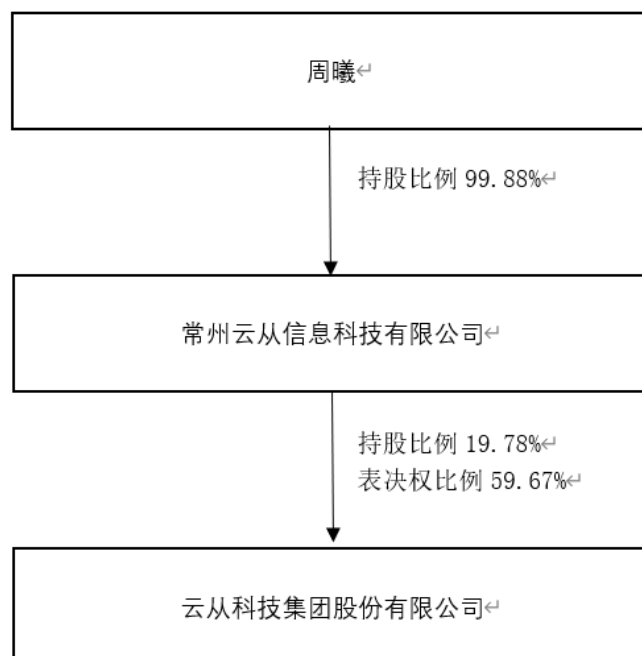 周曦↵
持股比例 99.88%↵
常州云从信息科技有限公司↵
持股比例 19.78%↵
表决权比例 59.67%↵
云从科技集团股份有限公司↵